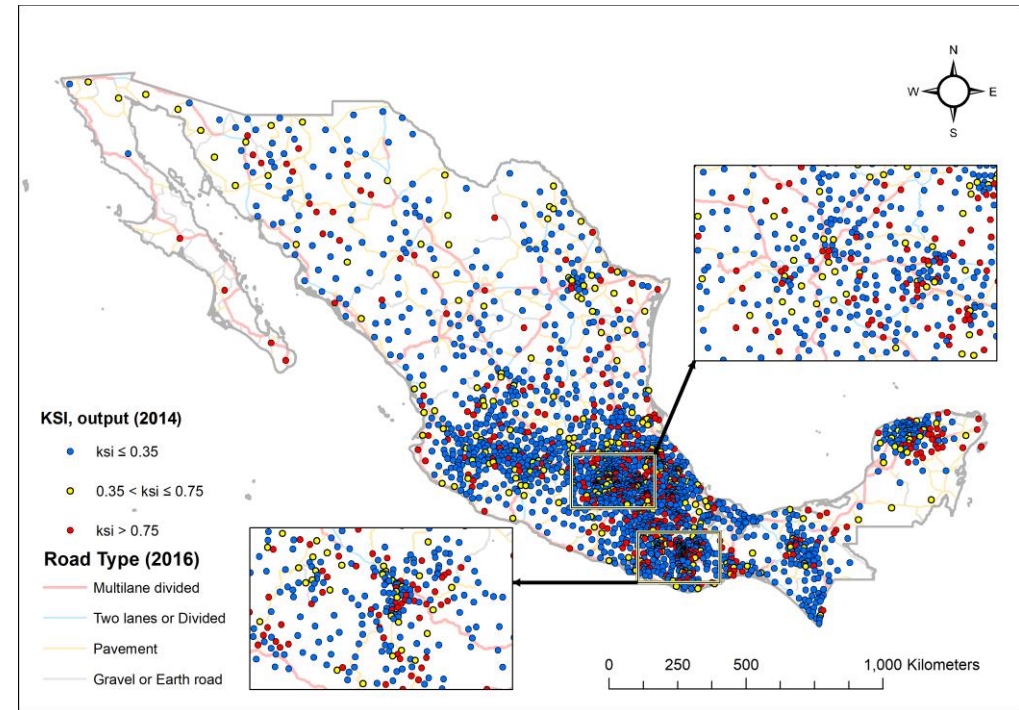 N
W E
S
KSI, output (2014)
ksi ≤ 0.35
0.35 < ksi ≤ 0.75
ksi > 0.75
Road Type (2016)
Multilane divided
Two lanes or Divided
Pavement
Gravel or Earth road
0 250 500 1,000 Kilometers